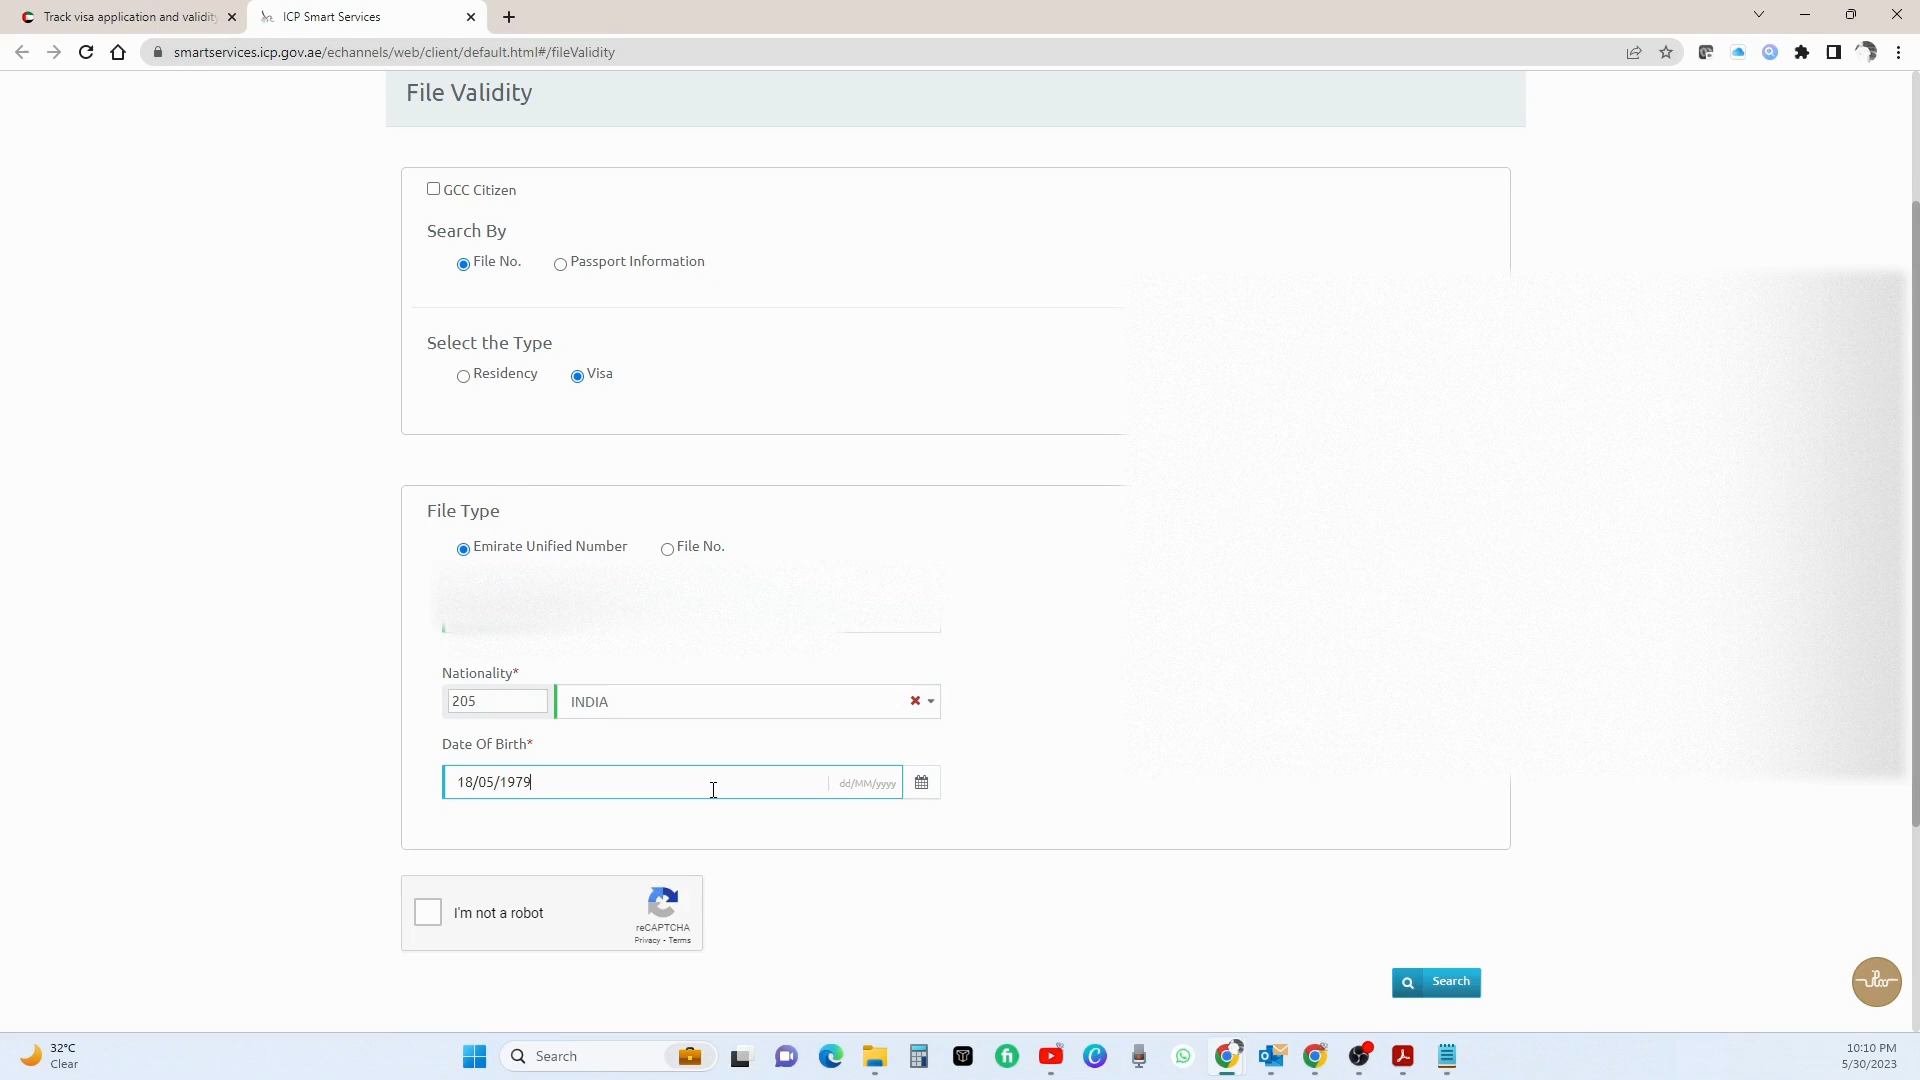 Track visa application and validity
ICP Smart Services
smartservices.icp.gov.ae/echannels/web/client/default.html#/fileValidity
File Validity
GCC Citizen
Search By
File No.
Passport Information
Select the Type
Residency
Visa
File Type
Emirate Unified Number
File No.
Nationality*
205
INDIA
Date Of Birth*
18/05/1979
dd/MM/yyyy
I'm not a robot
reCAPTCHA
Privacy - Terms
Search
32°C
Clear
Search
10:10 PM
5/30/2023